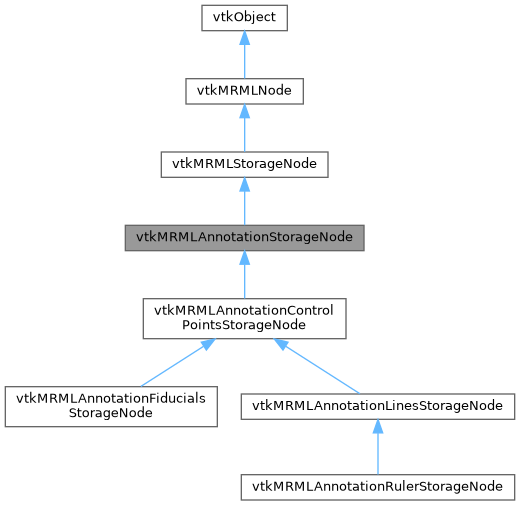 vtkObject
vtkMRMLNode
vtkMRMLStorageNode
vtkMRMLAnnotationStorageNode
vtkMRMLAnnotationControl
PointsStorageNode
vtkMRMLAnnotationFiducials
StorageNode
vtkMRMLAnnotationLinesStorageNode
vtkMRMLAnnotationRulerStorageNode